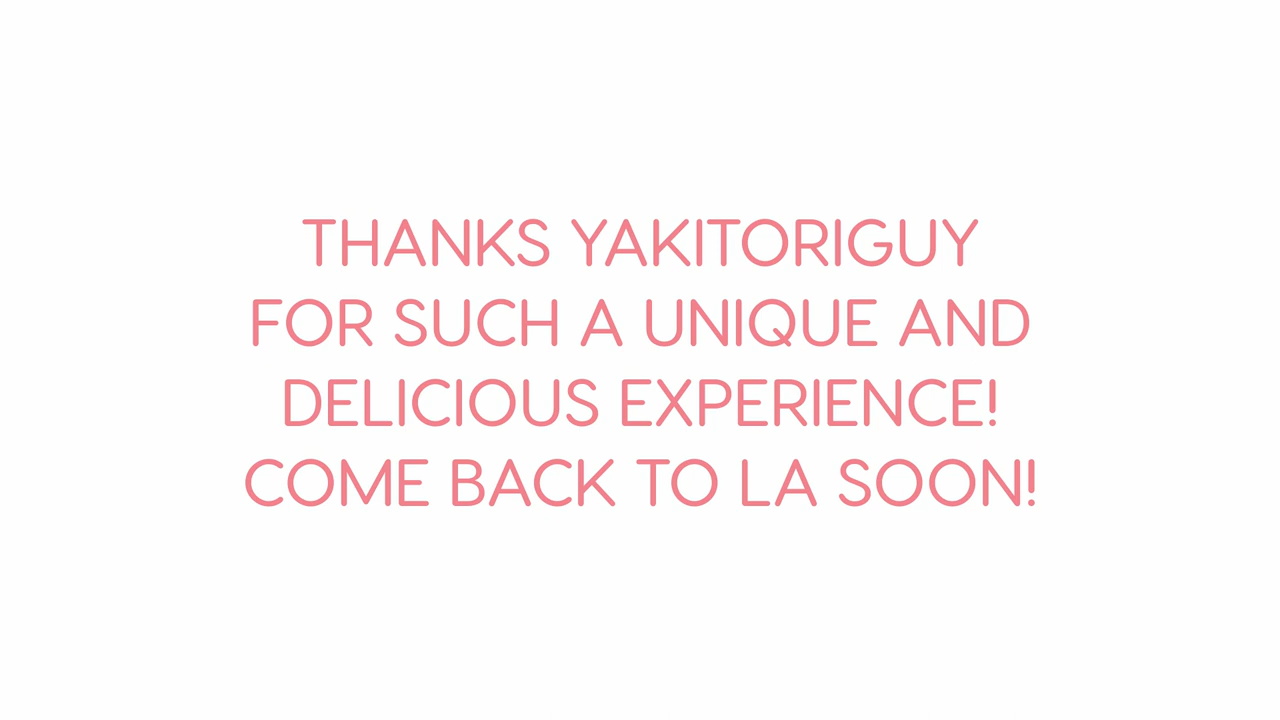 THANKS YAKITORIGUY
FOR SUCH A UNIQUE AND
DELICIOUS EXPERIENCE!
COME BACK TO LA SOON!